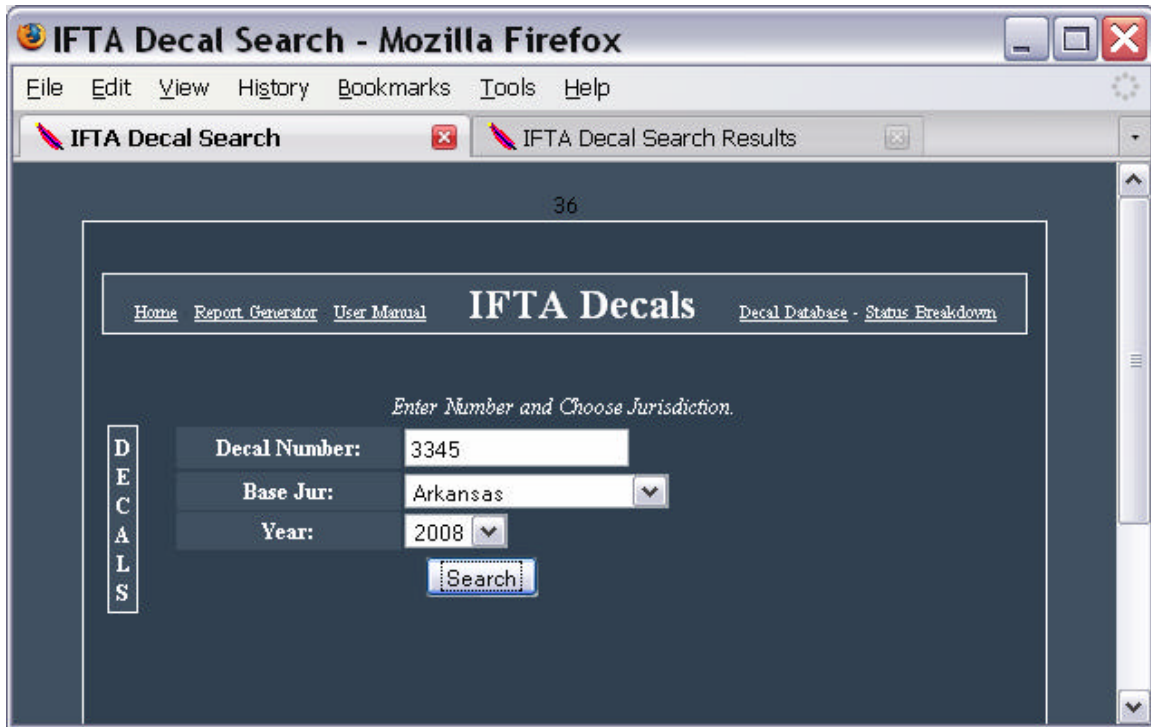 IFTA Decal Search - Mozilla Firefox
File Edit View History Bookmarks Tools Help
IFTA Decal Search IFTA Decal Search Results
36
Home Report Generator User Manual IFTA Decals Decal Database - Status Breakdown
Enter Number and Choose Jurisdiction.
DECALS
Decal Number: 3345
Base Jur: Arkansas
Year: 2008
Search